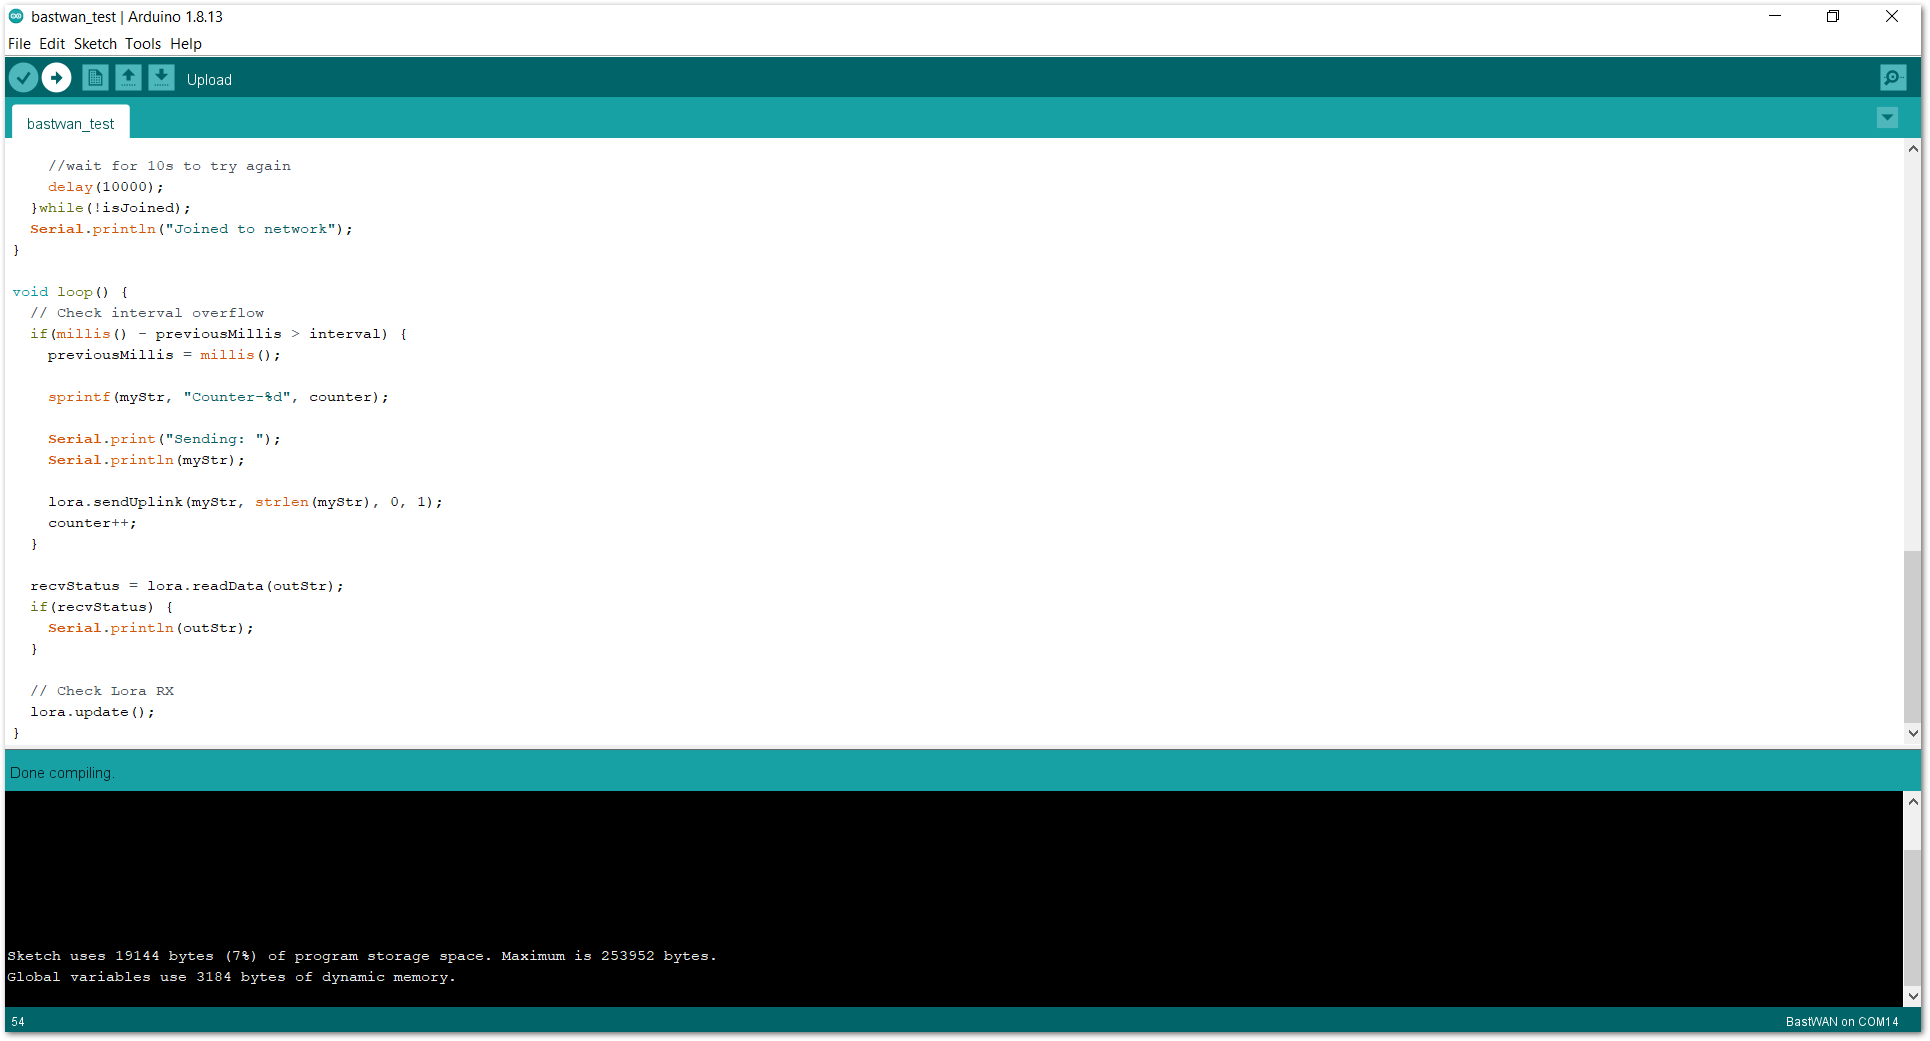 bastwan_test | Arduino 1.8.13
File Edit Sketch Tools Help
Upload
bastwan_test
    //wait for 10s to try again
    delay(10000);
  }while(!isJoined);
  Serial.println("Joined to network");
}
void loop() {
  // Check interval overflow
  if(millis() - previousMillis > interval) {
    previousMillis = millis();
    sprintf(myStr, "Counter-%d", counter);
    Serial.print("Sending: ");
    Serial.println(myStr);
    lora.sendUplink(myStr, strlen(myStr), 0, 1);
    counter++;
  }
  recvStatus = lora.readData(outStr);
  if(recvStatus) {
    Serial.println(outStr);
  }
  // Check Lora RX
  lora.update();
}
Done compiling.
Sketch uses 19144 bytes (7%) of program storage space. Maximum is 253952 bytes.
Global variables use 3184 bytes of dynamic memory.
54
BastWAN on COM14